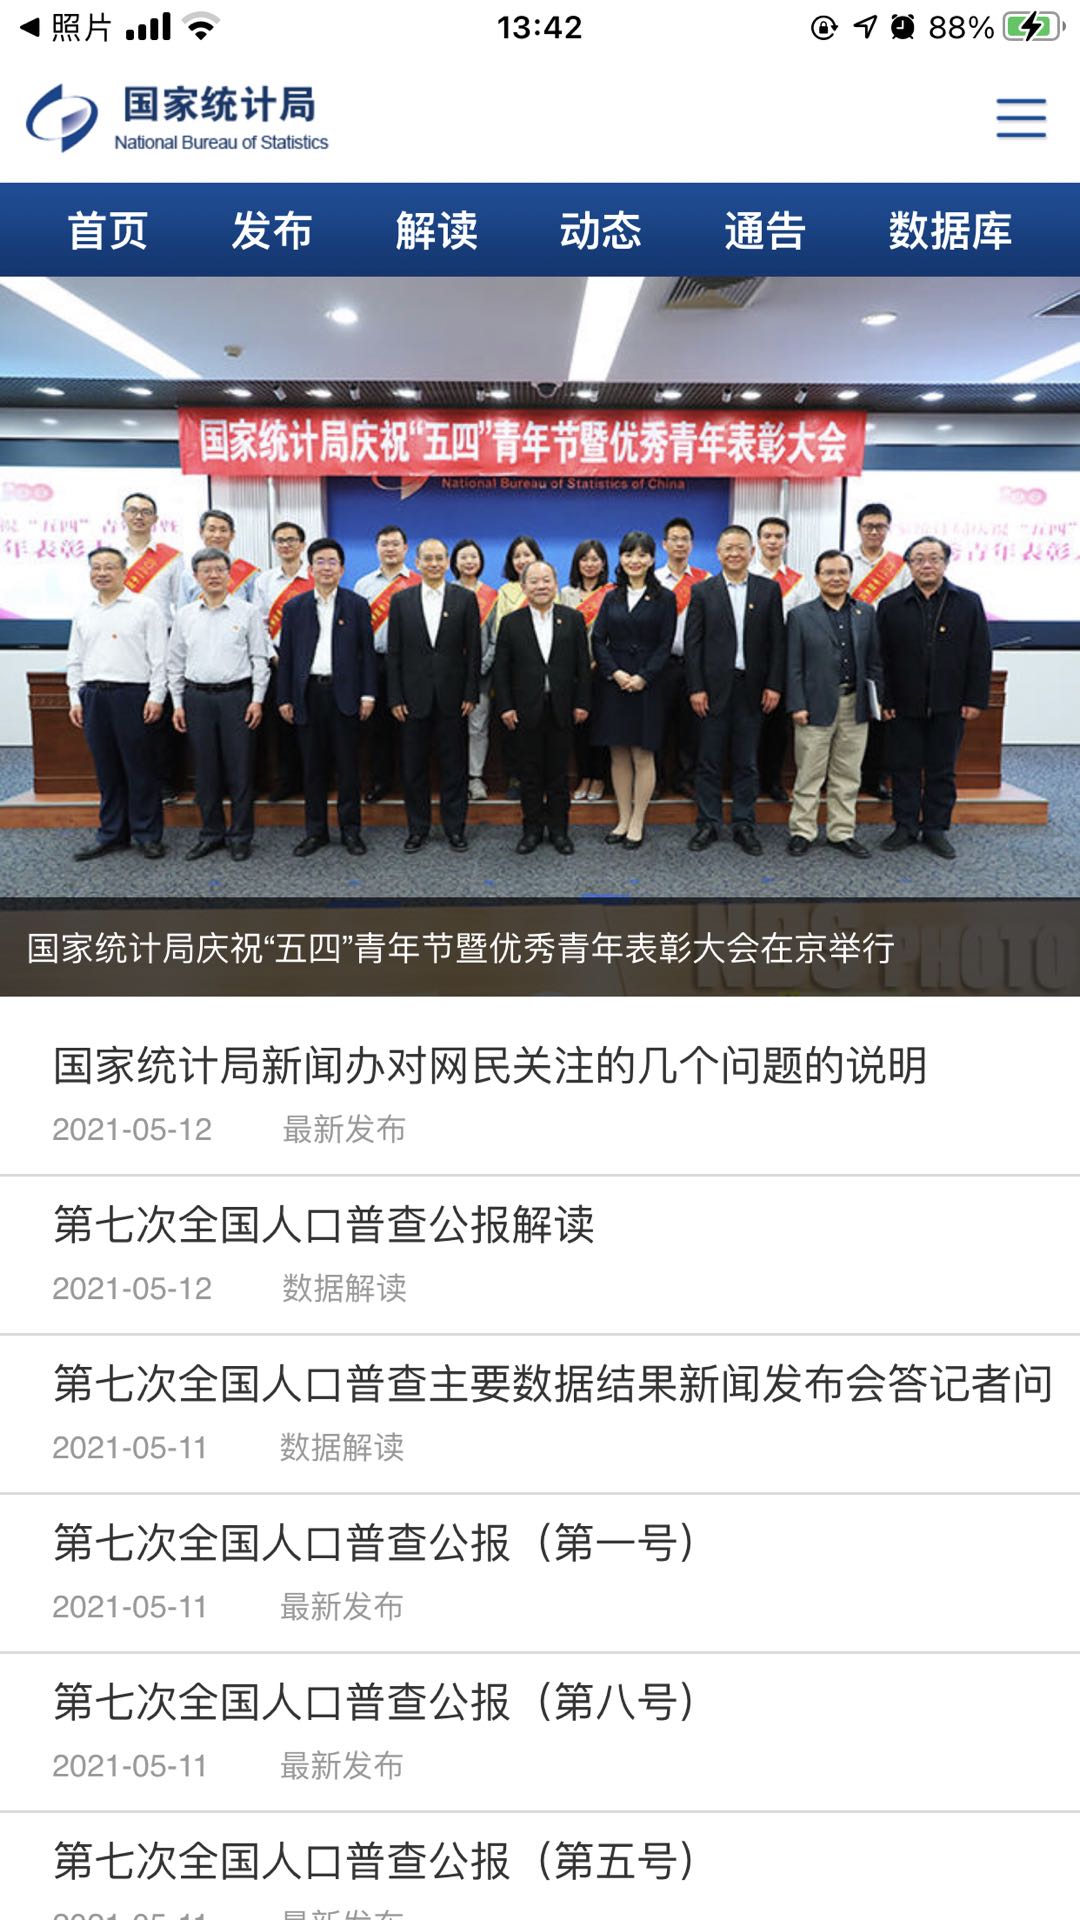 照片
13:42
88%
国家统计局
National Bureau of Statistics
首页 发布 解读 动态 通告 数据库
国家统计局庆祝“五四”青年节暨优秀青年表彰大会
National Bureau of Statistics of China
国家统计局庆祝“五四”青年节暨优秀青年表彰大会在京举行
NBS PHOTO
国家统计局新闻办对网民关注的几个问题的说明
2021-05-12 最新发布
第七次全国人口普查公报解读
2021-05-12 数据解读
第七次全国人口普查主要数据结果新闻发布会答记者问
2021-05-11 数据解读
第七次全国人口普查公报（第一号）
2021-05-11 最新发布
第七次全国人口普查公报（第八号）
2021-05-11 最新发布
第七次全国人口普查公报（第五号）
2021-05-11 最新发布